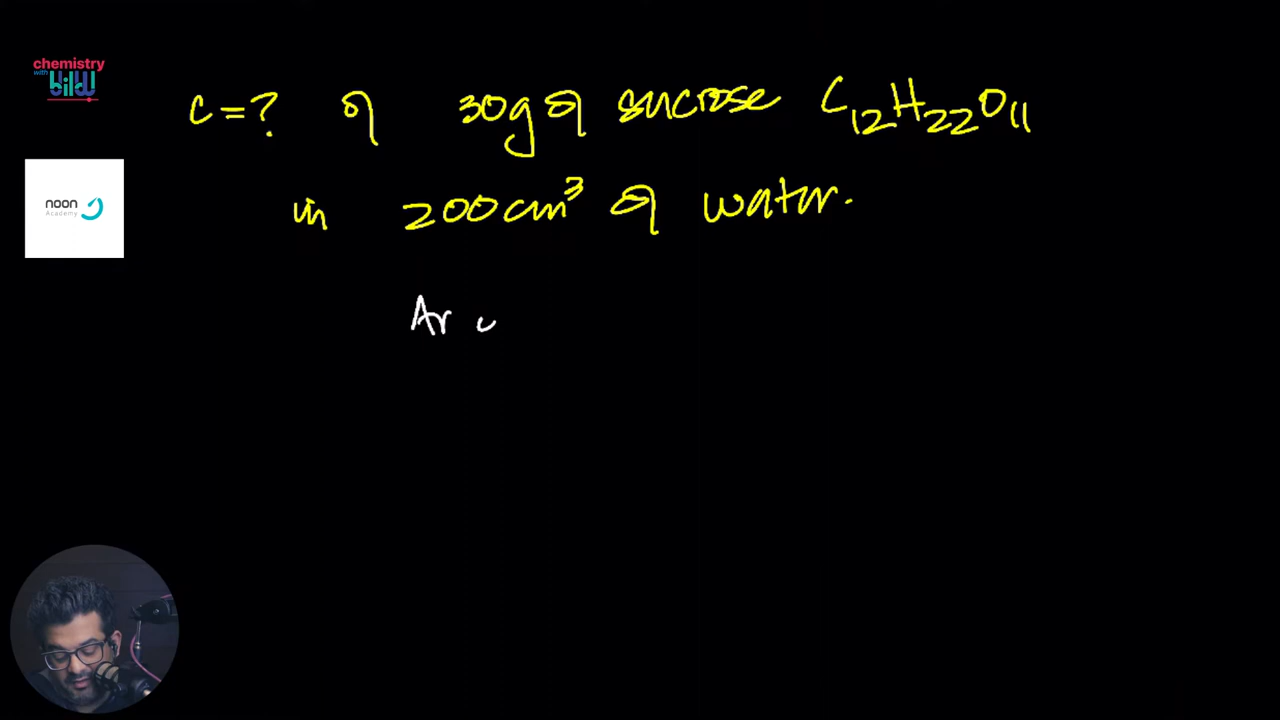 chemistry
with bilal
noon
Academy
c = ? of 30g of sucrose C₁₂H₂₂O₁₁
in 200cm³ of water.
Ar